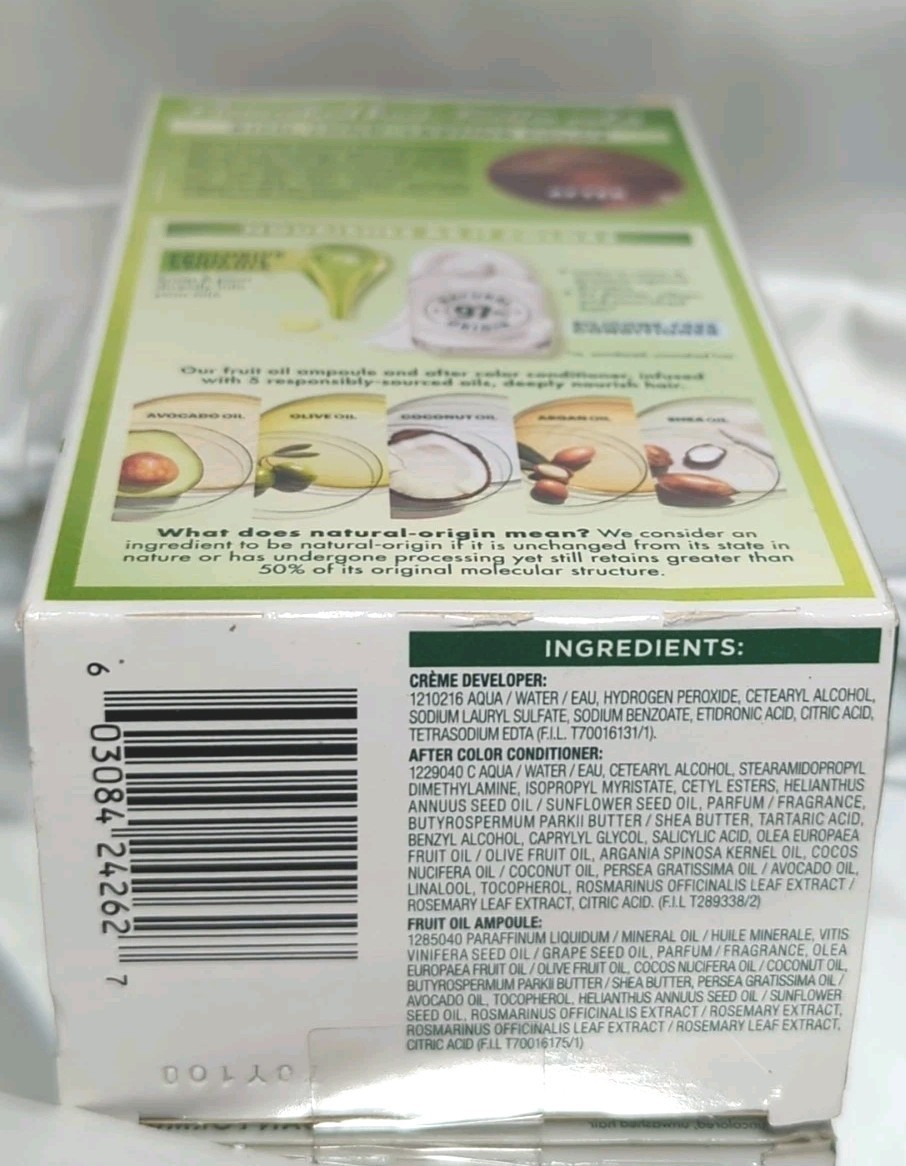 NATURAL
97%
ORIGIN
Our fruit oil ampoule and after color conditioner, infused
with 5 responsibly-sourced oils, deeply nourish hair.
AVOCADO OIL OLIVE OIL COCONUT OIL ARGAN OIL SHEA OIL
What does natural-origin mean? We consider an
ingredient to be natural-origin if it is unchanged from its state in
nature or has undergone processing yet still retains greater than
50% of its original molecular structure.
6 03084 24262 7
INGREDIENTS:
CRÈME DEVELOPER:
1210216 AQUA / WATER / EAU, HYDROGEN PEROXIDE, CETEARYL ALCOHOL,
SODIUM LAURYL SULFATE, SODIUM BENZOATE, ETIDRONIC ACID, CITRIC ACID,
TETRASODIUM EDTA (F.I.L. T70016131/1).
AFTER COLOR CONDITIONER:
1229040 C AQUA / WATER / EAU, CETEARYL ALCOHOL, STEARAMIDOPROPYL
DIMETHYLAMINE, ISOPROPYL MYRISTATE, CETYL ESTERS, HELIANTHUS
ANNUUS SEED OIL / SUNFLOWER SEED OIL, PARFUM / FRAGRANCE,
BUTYROSPERMUM PARKII BUTTER / SHEA BUTTER, TARTARIC ACID,
BENZYL ALCOHOL, CAPRYLYL GLYCOL, SALICYLIC ACID, OLEA EUROPAEA
FRUIT OIL / OLIVE FRUIT OIL, ARGANIA SPINOSA KERNEL OIL, COCOS
NUCIFERA OIL / COCONUT OIL, PERSEA GRATISSIMA OIL / AVOCADO OIL,
LINALOOL, TOCOPHEROL, ROSMARINUS OFFICINALIS LEAF EXTRACT /
ROSEMARY LEAF EXTRACT, CITRIC ACID. (F.I.L T289338/2)
FRUIT OIL AMPOULE:
1285040 PARAFFINUM LIQUIDUM / MINERAL OIL / HUILE MINERALE, VITIS
VINIFERA SEED OIL / GRAPE SEED OIL, PARFUM / FRAGRANCE, OLEA
EUROPAEA FRUIT OIL / OLIVE FRUIT OIL, COCOS NUCIFERA OIL / COCONUT OIL,
BUTYROSPERMUM PARKII BUTTER / SHEA BUTTER, PERSEA GRATISSIMA OIL /
AVOCADO OIL, TOCOPHEROL, HELIANTHUS ANNUUS SEED OIL / SUNFLOWER
SEED OIL, ROSMARINUS OFFICINALIS EXTRACT / ROSEMARY EXTRACT,
ROSMARINUS OFFICINALIS LEAF EXTRACT / ROSEMARY LEAF EXTRACT,
CITRIC ACID (F.I.L T70016175/1)